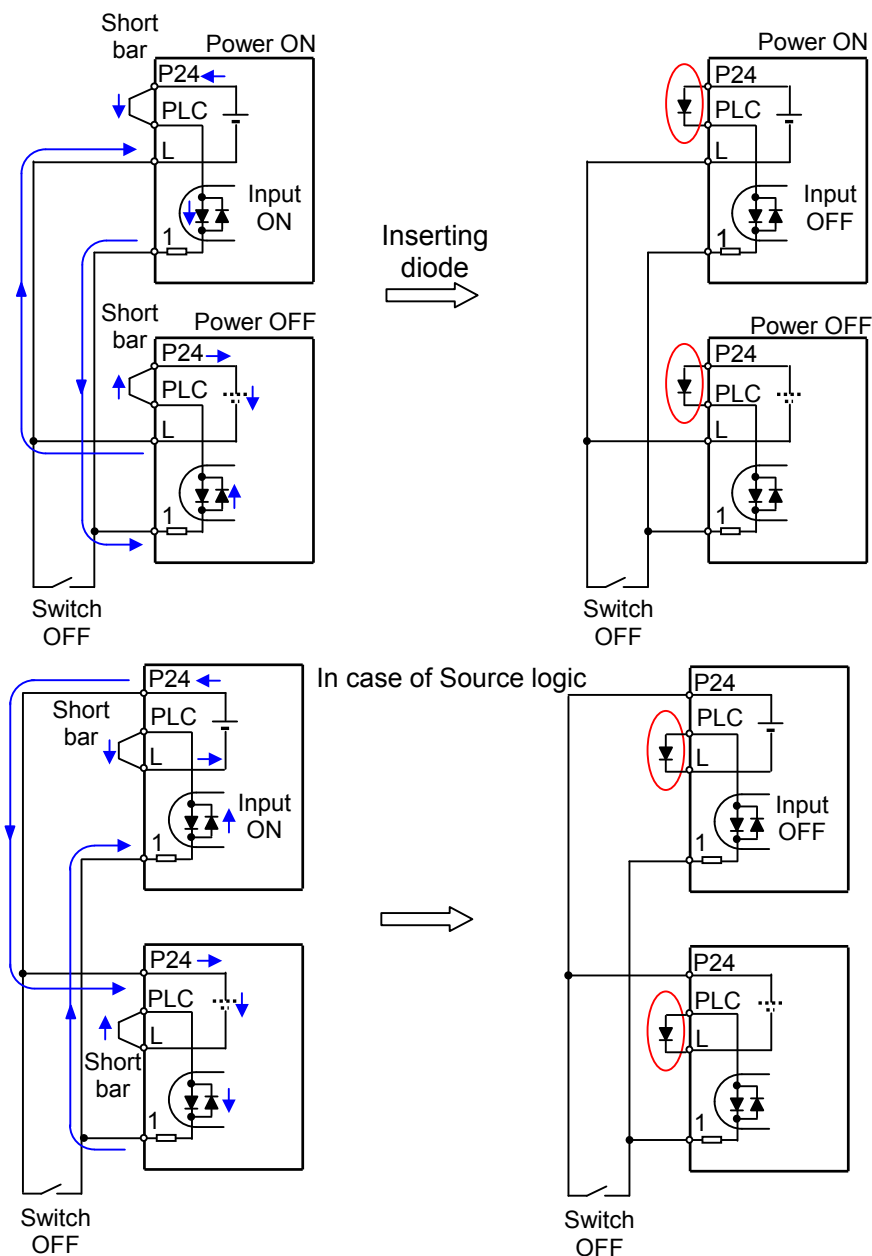 Short
bar
Power ON
P24
PLC
L
Input
ON
1
Short
bar
Power OFF
P24
PLC
L
1
Switch
OFF
Inserting
diode
Power ON
P24
PLC
L
Input
OFF
1
Power OFF
P24
PLC
L
1
Switch
OFF
In case of Source logic
P24
Short
bar
PLC
L
Input
ON
1
P24
PLC
L
Short
bar
1
Switch
OFF
P24
PLC
L
Input
OFF
1
P24
PLC
L
1
Switch
OFF